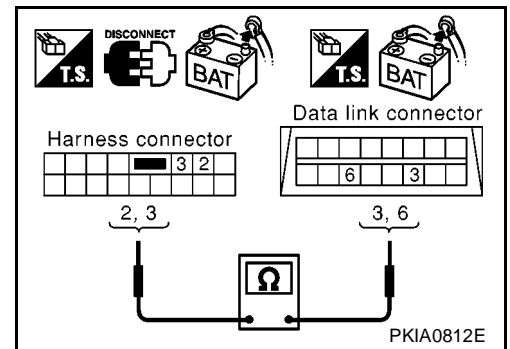 DISCONNECT
T.S.
BAT
T.S.
BAT
Data link connector
Harness connector
3 2
6 3
2, 3
3, 6
Ω
PKIA0812E